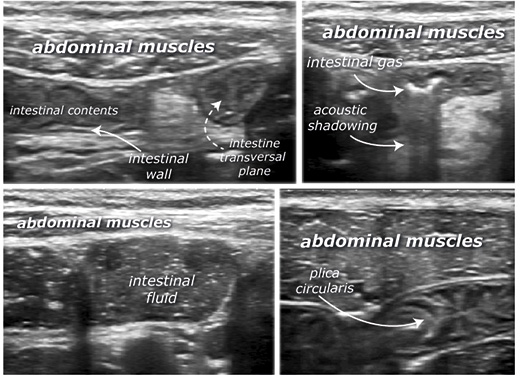 abdominal muscles
intestinal contents
intestinal
wall
intestine
transversal
plane
abdominal muscles
intestinal gas
acoustic
shadowing
abdominal muscles
intestinal
fluid
abdominal muscles
plica
circularis